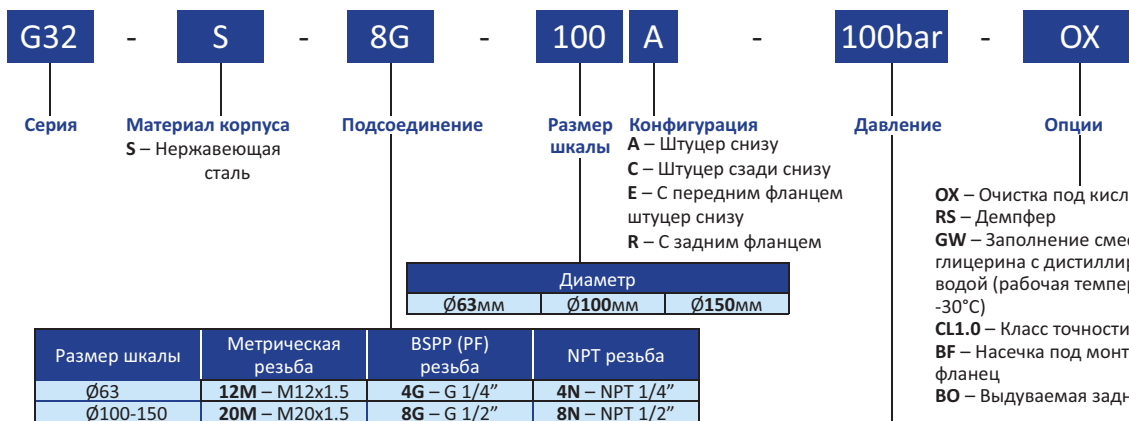 G32 - S - 8G - 100 A - 100bar - OX
Серия
Материал корпуса
S – Нержавеющая
сталь
Подсоединение
Размер
шкалы
Конфигурация
A – Штуцер снизу
C – Штуцер сзади снизу
E – С передним фланцем
штуцер снизу
R – С задним фланцем
Давление
Опции
OX – Очистка под
RS – Демпфер
GW – Заполнение
глицерина с
водой (рабочая
-30°C)
CL1.0 – Класс точности
BF – Насечка под
фланец
BO – Выдуваемая
Диаметр
Ø63мм Ø100мм Ø150мм
Размер шкалы
Метрическая
резьба
BSPP (PF)
резьба
NPT резьба
Ø63 12M – M12x1.5 4G – G 1/4” 4N – NPT 1/4”
Ø100-150 20M – M20x1.5 8G – G 1/2” 8N – NPT 1/2”